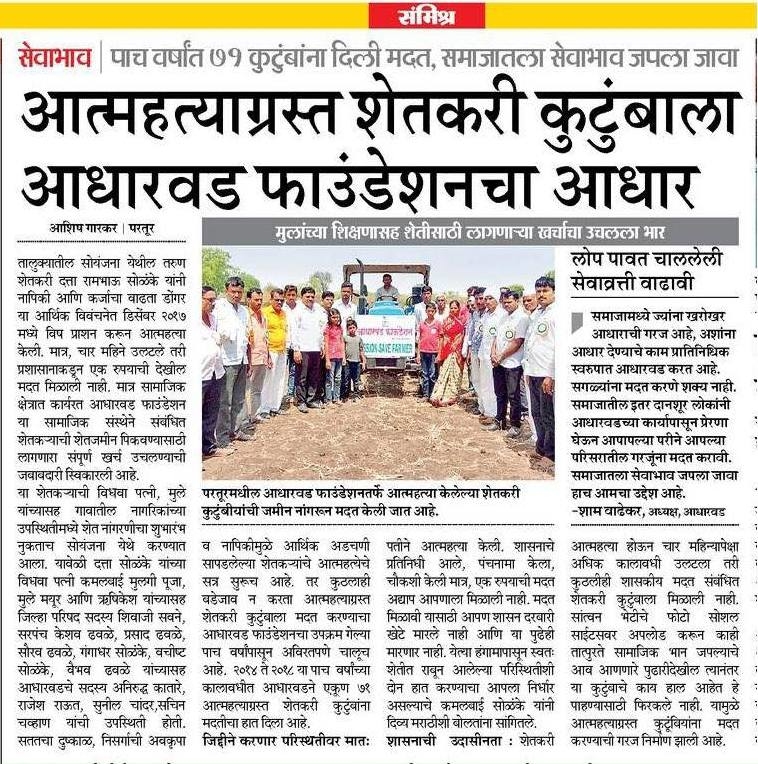 संमिश्र
सेवाभाव | पाच वर्षांत ७१ कुटुंबांना दिली मदत, समाजातला सेवाभाव जपला जावा
आत्महत्याग्रस्त शेतकरी कुटुंबाला
आधारवड फाउंडेशनचा आधार
आशिष गारकर | परतूर
तालुक्यातील सोयंजना येथील तरुण
शेतकरी दत्ता रामभाऊ सोळंके यांनी
नापिकी आणि कर्जाचा वाढता डोंगर
या आर्थिक विवंचनेत डिसेंबर २०१७
मध्ये विष प्राशन करून आत्महत्या
केली. मात्र, चार महिने उलटले तरी
प्रशासानाकडून एक रुपयाची देखील
मदत मिळाली नाही. मात्र सामाजिक
क्षेत्रात कार्यरत आधारवड फाउंडेशन
या सामाजिक संस्थेने संबंधित
शेतकऱ्याची शेतजमीन पिकवण्यासाठी
लागणारा संपूर्ण खर्च उचलण्याची
जवाबदारी स्विकारली आहे.
या शेतकऱ्याची विधवा पत्नी, मुले
यांच्यासह गावातील नागरिकांच्या
उपस्थितीमध्ये शेत नांगरणीचा शुभारंभ
नुकताच सोयंजना येथे करण्यात
आला. यावेळी दत्ता सोळंके यांच्या
विधवा पत्नी कमलबाई मुलगी पूजा,
मुले मयूर आणि ऋषिकेश यांच्यासह
जिल्हा परिषद सदस्य शिवाजी सवने,
सरपंच केशव ढवळे, प्रसाद ढवळे,
सौरव ढवळे, गंगाधर सोळंके, वचीष्ट
सोळंके, वैभव ढवळे यांच्यासह
आधारवडचे सदस्य अनिरुद्ध कातारे,
राजेश राऊत, सुनील चांदर,सचिन
चव्हाण यांची उपस्थिती होती.
सततचा दुष्काळ, निसर्गाची अवकृपा
मुलांच्या शिक्षणासह शेतीसाठी लागणाऱ्या खर्चाचा उचलला भार
आधारवड फाऊंडेशन
MISSION SAVE FARMER
परतूरमधील आधारवड फाउंडेशनतर्फे आत्महत्या केलेल्या शेतकरी
कुटुंबीयांची जमीन नांगरून मदत केली जात आहे.
व नापिकीमुळे आर्थिक अडचणी
सापडलेल्या शेतकऱ्यांचे आत्महत्येचे
सत्र सुरूच आहे. तर कुठलाही
बडेजाव न करता आत्महत्याग्रस्त
शेतकरी कुटुंबाला मदत करण्याचा
आधारवड फाउंडेशनचा उपक्रम गेल्या
पाच वर्षांपासून अविरतपणे चालूच
आहे. २०१४ ते २०१८ या पाच वर्षांच्या
कालावधीत आधारवडने एकूण ७१
आत्महत्याग्रस्त शेतकरी कुटुंबांना
मदतीचा हात दिला आहे.
जिद्दीने करणार परिस्थतीवर मात:
पतीने आत्महत्या केली. शासनाचे
प्रतिनिधी आले, पंचनामा केला,
चौकशी केली मात्र, एक रुपयाची मदत
अद्याप आपणाला मिळाली नाही. मदत
मिळावी यासाठी आपण शासन दरबारी
खेटे मारले नाही आणि या पुढेही
मारणार नाही. येत्या हंगामापासून स्वतः
शेतीत राबून आलेल्या परिस्थितीशी
दोन हात करण्याचा आपला निर्धार
असल्याचे कमलबाई सोळंके यांनी
दिव्य मराठीशी बोलतांना सांगितले.
शासनाची उदासीनता : शेतकरी
लोप पावत चाललेली
सेवाव्रत्ती वाढावी
समाजामध्ये ज्यांना खरोखर
आधाराची गरज आहे, अशांना
आधार देण्याचे काम प्रातिनिधिक
स्वरुपात आधारवड करत आहे.
सगळ्यांना मदत करणे शक्य नाही.
समाजातील इतर दानशूर लोकांनी
आधारवडच्या कार्यापासून प्रेरणा
घेऊन आपापल्या परीने आपल्या
परिसरातील गरजूंना मदत करावी.
समाजातला सेवाभाव जपला जावा
हाच आमचा उद्देश आहे.
-शाम वाढेकर, अध्यक्ष, आधारवड
आत्महत्या होऊन चार महिन्यापेक्षा
अधिक कालावधी उलटला तरी
कुठलीही शासकीय मदत संबंधित
शेतकरी कुटुंबाला मिळाली नाही.
सांत्वन भेटीचे फोटो सोशल
साईटसवर अपलोड करून काही
तात्पुरते सामाजिक भान जपल्याचे
आव आणणारे पुढारीदेखील त्यानंतर
या कुटुंबाचे काय हाल आहेत हे
पाहण्यासाठी फिरकले नाही. यामुळे
आत्महत्याग्रस्त कुटूंबियांना मदत
करण्याची गरज निर्माण झाली आहे.